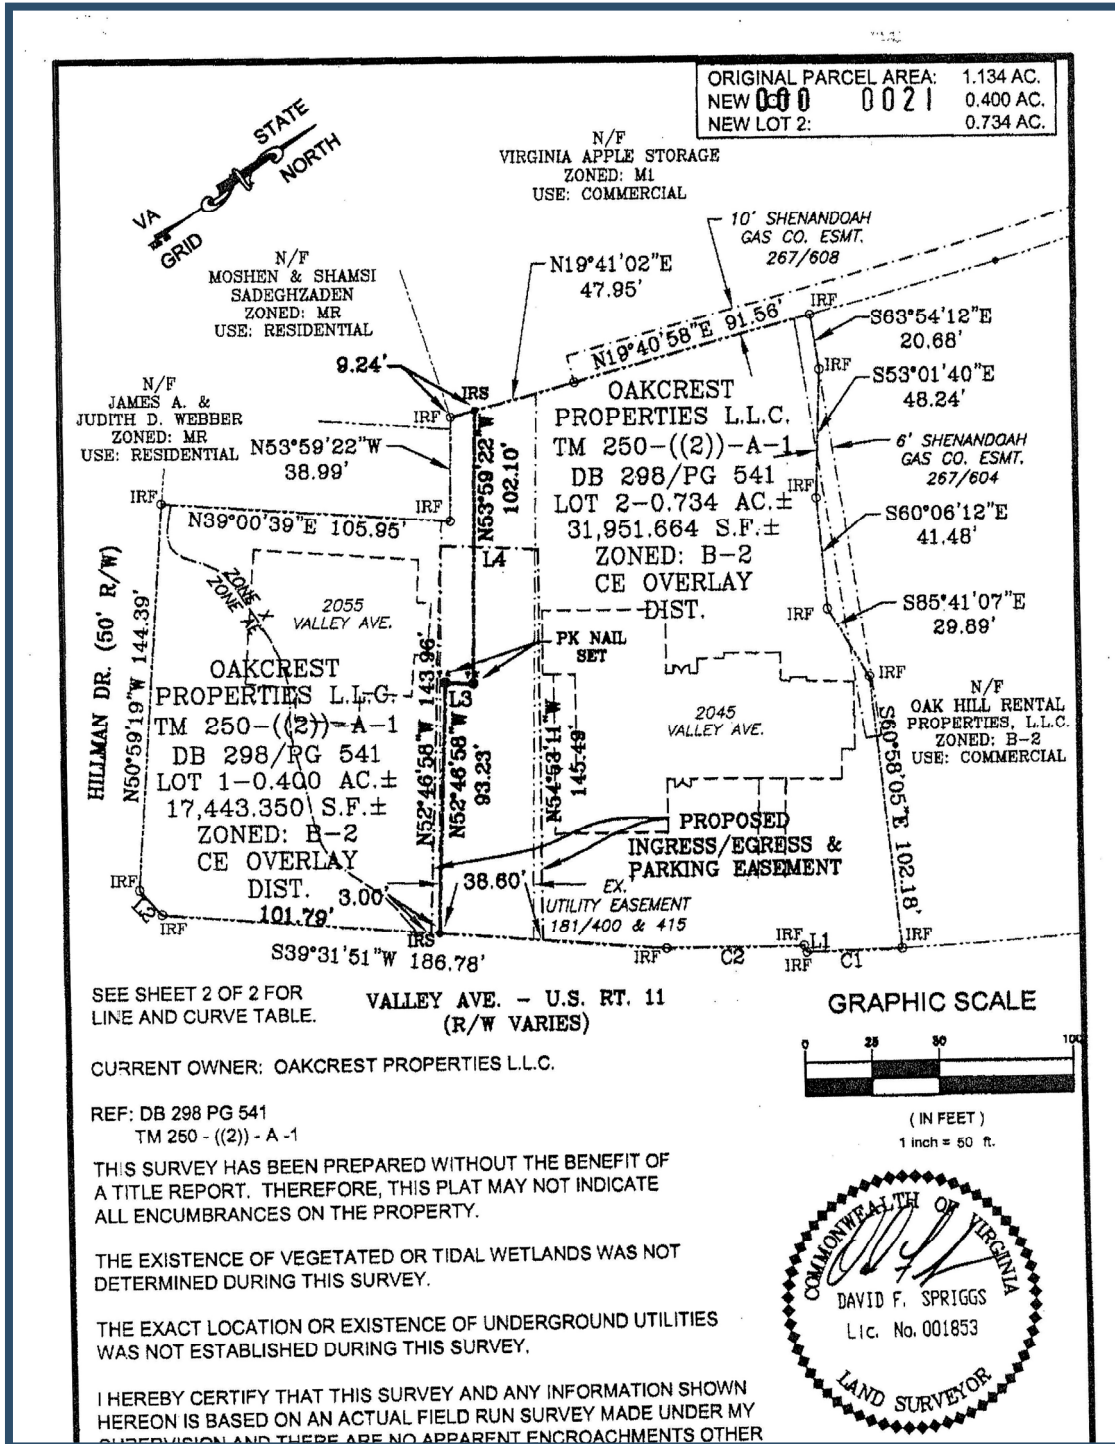 ORIGINAL PARCEL AREA: 1.134 AC.
NEW 0021 0.400 AC.
NEW LOT 2: 0.734 AC.
VA STATE
GRID NORTH
N/F
VIRGINIA APPLE STORAGE
ZONED: M1
USE: COMMERCIAL
10' SHENANDOAH
GAS CO. ESMT.
267/608
N/F
MOSHEN & SHAMSI
SADEGHZADEN
ZONED: MR
USE: RESIDENTIAL
N19°41'02"E
47.95'
N19°40'58"E 91.56'
IRF
S63°54'12"E
20.68'
IRF
S53°01'40"E
48.24'
6' SHENANDOAH
GAS CO. ESMT.
267/604
IRF
S60°06'12"E
41.48'
IRF
S85°41'07"E
29.89'
IRF
N/F
OAK HILL RENTAL
PROPERTIES, L.L.C.
ZONED: B-2
USE: COMMERCIAL
S60°58'05"E 102.18'
9.24'
IRS
IRF
N/F
JAMES A. &
JUDITH D. WEBBER
ZONED: MR
USE: RESIDENTIAL
N53°59'22"W
38.99'
N53°59'22"W
102.10'
IRF
IRF
N39°00'39"E 105.95'
OAKCREST
PROPERTIES L.L.C.
TM 250-((2))-A-1
DB 298/PG 541
LOT 2-0.734 AC.±
31,951.664 S.F.±
ZONED: B-2
CE OVERLAY
DIST.
L4
HILLMAN DR. (50' R/W)
N50°59'19"W 144.39'
ZONE X
ZONE AE
2055
VALLEY AVE.
PK NAIL
SET
L3
OAKCREST
PROPERTIES L.L.C.
TM 250-((2))-A-1
DB 298/PG 541
LOT 1-0.400 AC.±
17,443.350 S.F.±
ZONED: B-2
CE OVERLAY
DIST.
N52°46'58"W 143.96'
N52°46'58"W
93.23'
N54°53'11"W
145.49'
2045
VALLEY AVE.
PROPOSED
INGRESS/EGRESS &
PARKING EASEMENT
38.60'
EX.
UTILITY EASEMENT
181/400 & 415
3.00'
101.79'
IRF
L2
IRF
IRS
S39°31'51"W 186.78'
IRF
C2
L1
IRF
IRF
C1
IRF
SEE SHEET 2 OF 2 FOR
LINE AND CURVE TABLE.
VALLEY AVE. - U.S. RT. 11
(R/W VARIES)
GRAPHIC SCALE
0 25 50 100
( IN FEET )
1 inch = 50 ft.
CURRENT OWNER: OAKCREST PROPERTIES L.L.C.
REF: DB 298 PG 541
TM 250 - ((2)) - A -1
THIS SURVEY HAS BEEN PREPARED WITHOUT THE BENEFIT OF
A TITLE REPORT. THEREFORE, THIS PLAT MAY NOT INDICATE
ALL ENCUMBRANCES ON THE PROPERTY.
THE EXISTENCE OF VEGETATED OR TIDAL WETLANDS WAS NOT
DETERMINED DURING THIS SURVEY.
THE EXACT LOCATION OR EXISTENCE OF UNDERGROUND UTILITIES
WAS NOT ESTABLISHED DURING THIS SURVEY.
I HEREBY CERTIFY THAT THIS SURVEY AND ANY INFORMATION SHOWN
HEREON IS BASED ON AN ACTUAL FIELD RUN SURVEY MADE UNDER MY
SUPERVISION AND THERE ARE NO APPARENT ENCROACHMENTS OTHER
COMMONWEALTH OF VIRGINIA
DAVID F. SPRIGGS
Lic. No. 001853
LAND SURVEYOR